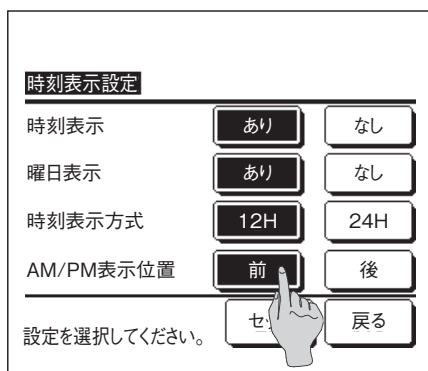 時刻表示設定
時刻表示 あり なし
曜日表示 あり なし
時刻表示方式 12H 24H
AM/PM表示位置 前 後
設定を選択してください。 戻る